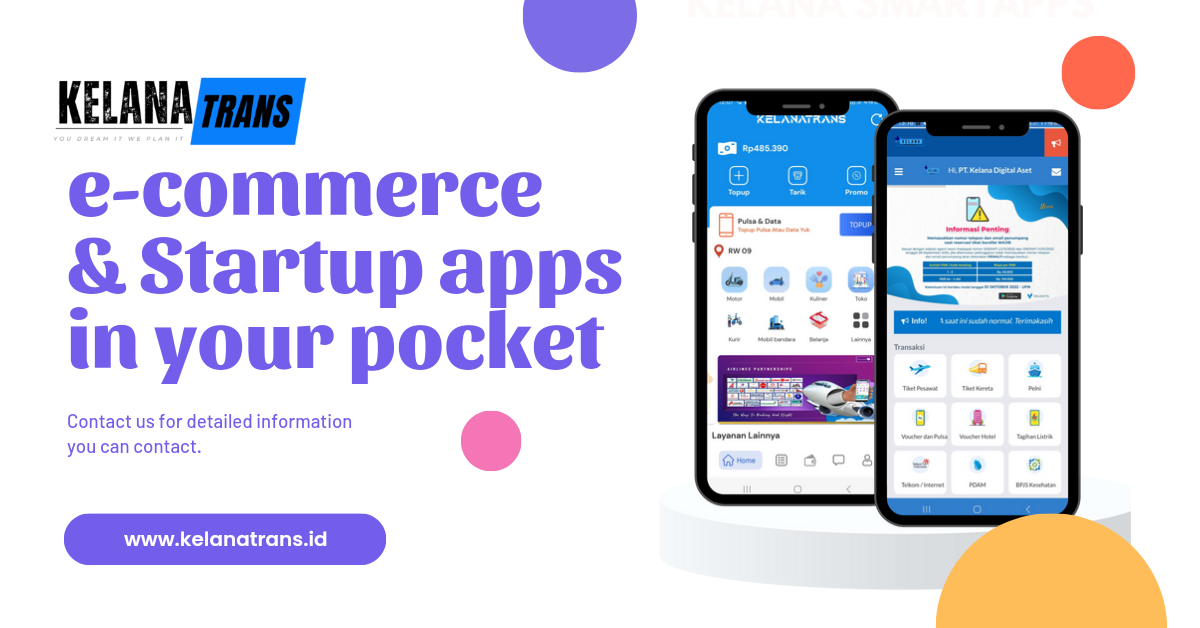 KELANA SMARTAPPS
KELANA TRANS
YOU DREAM IT WE PLAN IT
e-commerce
& Startup apps
in your pocket
Contact us for detailed information
you can contact.
www.kelanatrans.id
KELANATRANS
Rp485.390
Topup Tarik Promo
Pulsa & Data
Topup Pulsa Atau Data Yuk
TOPUP
RW 09
Motor Mobil Kuliner Toko
Kurir Mobil bandara Belanja Lainnya
AIRLINES PARTNERSHIPS
Layanan Lainnya
Home
Hi, PT. Kelana Digital Aset
Informasi Penting
Info! saat ini sudah normal. Terimakasih
Transaksi
Tiket Pesawat Tiket Kereta Pelni
Voucher dan Pulsa Voucher Hotel Tagihan Listrik
Telkom / Internet PDAM BPJS Kesehatan